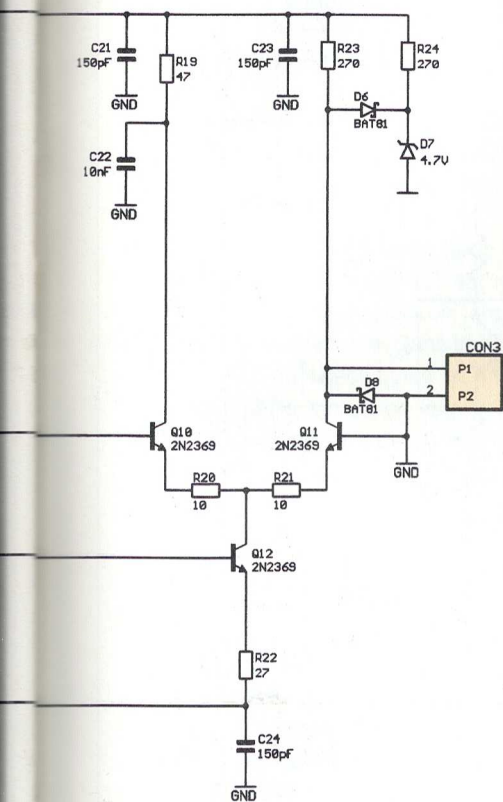 C21
150pF
GND
R19
47
C23
150pF
GND
R23
270
R24
270
D6
BAT81
D7
4.7V
C22
10nF
GND
CON3
1
P1
2
P2
D8
BAT81
Q10
2N2369
Q11
2N2369
GND
R20
10
R21
10
Q12
2N2369
R22
27
C24
150pF
GND